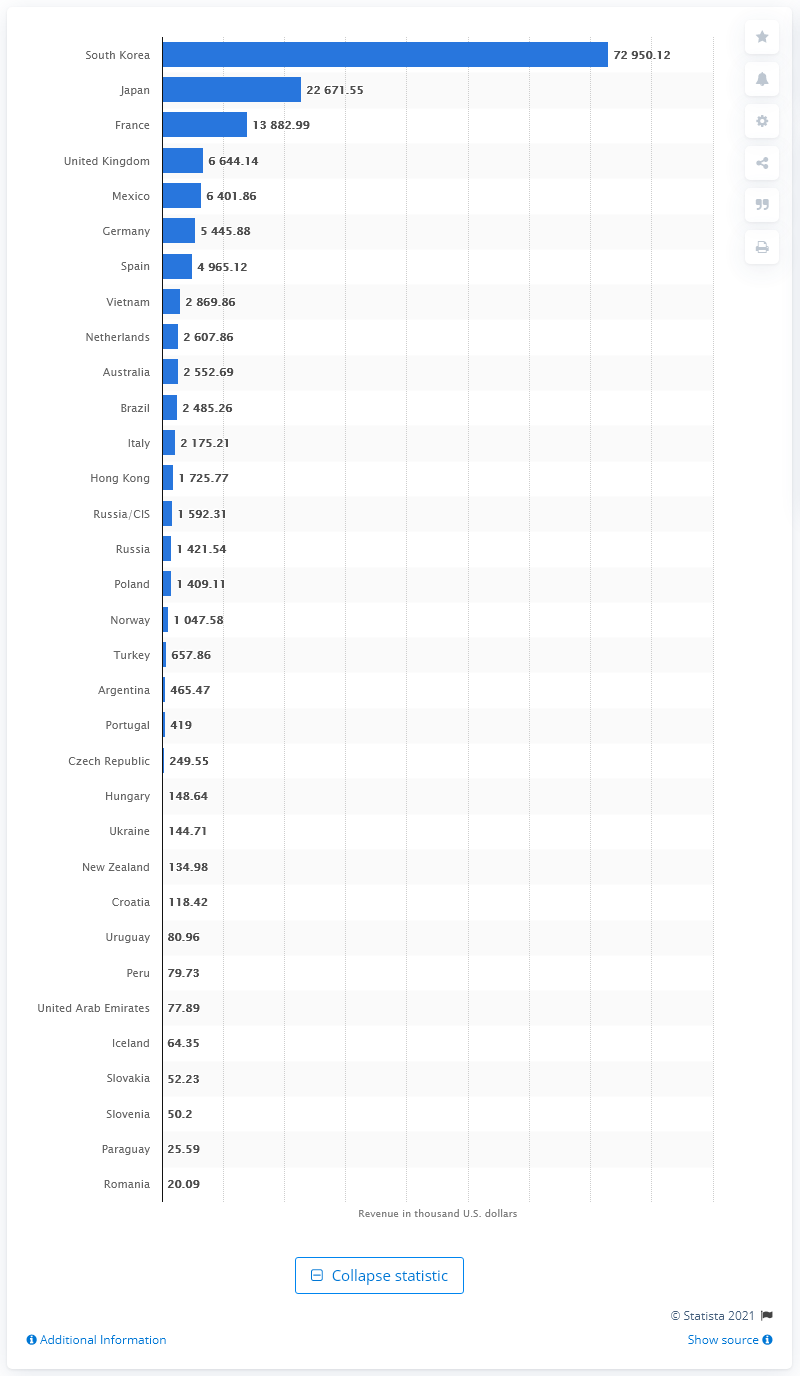 South Korea 72 950.12
Japan 22 671.55
France 13 882.99
United Kingdom 6 644.14
Mexico 6 401.86
Germany 5 445.88
Spain 4 965.12
Vietnam 2 869.86
Netherlands 2 607.86
Australia 2 552.69
Brazil 2 485.26
Italy 2 175.21
Hong Kong 1 725.77
Russia/CIS 1 592.31
Russia 1 421.54
Poland 1 409.11
Norway 1 047.58
Turkey 657.86
Argentina 465.47
Portugal 419
Czech Republic 249.55
Hungary 148.64
Ukraine 144.71
New Zealand 134.98
Croatia 118.42
Uruguay 80.96
Peru 79.73
United Arab Emirates 77.89
Iceland 64.35
Slovakia 52.23
Slovenia 50.2
Paraguay 25.59
Romania 20.09
Revenue in thousand U.S. dollars
Collapse statistic
© Statista 2021
Additional Information Show source